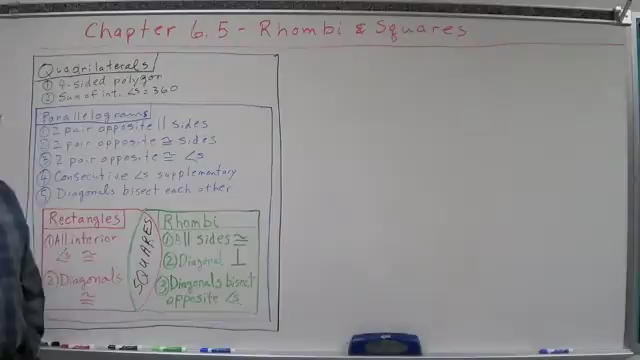 Chapter 6.5 - Rhombi & Squares
Quadrilaterals
① 4-sided polygon
② Sum of int. ∠s = 360
Parallelograms
① 2 pair opposite || sides
② 2 pair opposite ≅ sides
③ 2 pair opposite ≅ ∠s
④ Consecutive ∠s supplementary
⑤ Diagonals bisect each other
Rectangles
① All interior
∠s ≅
② Diagonals
≅
SQUARES
Rhombi
① All sides ≅
② Diagonal ⊥
③ Diagonals bisect
opposite ∠s.